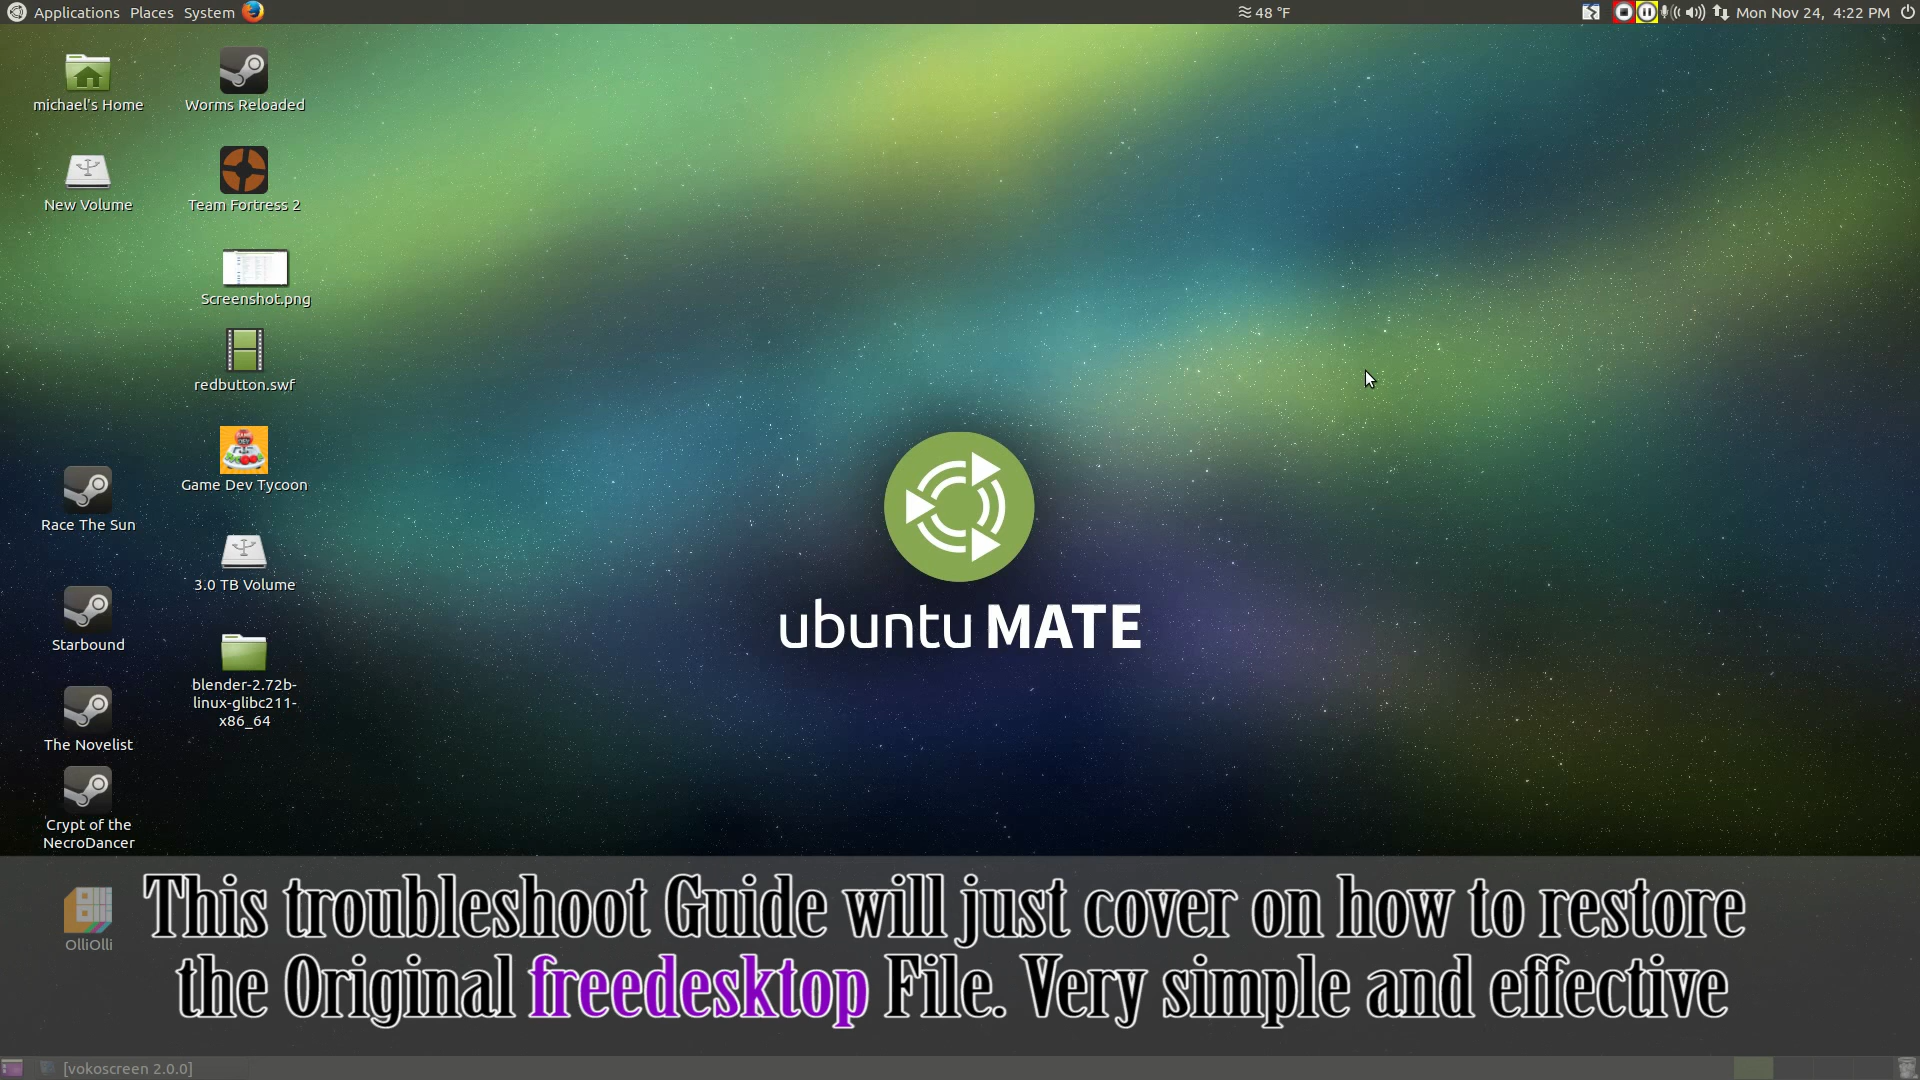 Applications Places System 48 °F Mon Nov 24, 4:22 PM
michael's Home
Worms Reloaded
New Volume
Team Fortress 2
Screenshot.png
redbutton.swf
Game Dev Tycoon
Race The Sun
3.0 TB Volume
Starbound
blender-2.72b-
linux-glibc211-
x86_64
The Novelist
Crypt of the
NecroDancer
OlliOlli
ubuntu MATE
This troubleshoot Guide will just cover on how to restore
the Original freedesktop File. Very simple and effective
[vokoscreen 2.0.0]